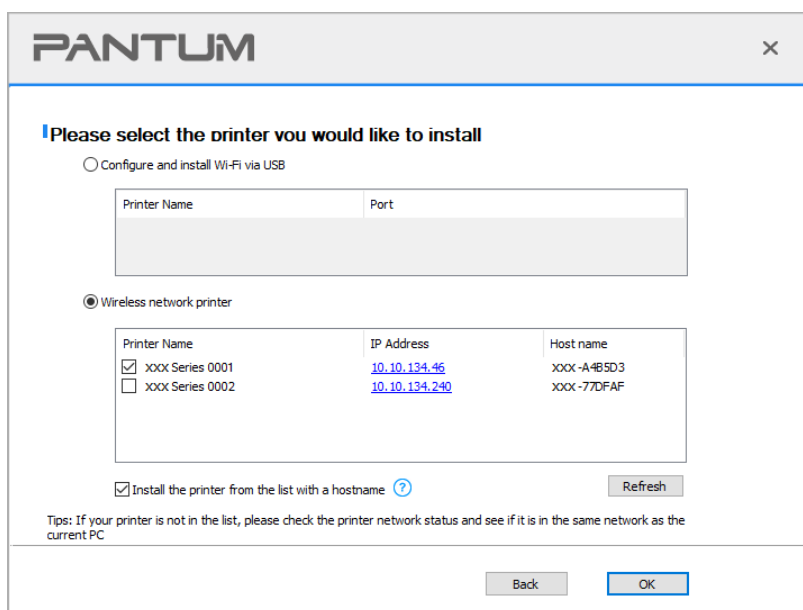 PANTUM
Please select the printer you would like to install
Configure and install Wi-Fi via USB
Printer Name Port
Wireless network printer
Printer Name IP Address Host name
XXX Series 0001 10.10.134.46 XXX-A4B5D3
XXX Series 0002 10.10.134.240 XXX-77DFAF
Install the printer from the list with a hostname ?
Refresh
Tips: If your printer is not in the list, please check the printer network status and see if it is in the same network as the
current PC
Back OK